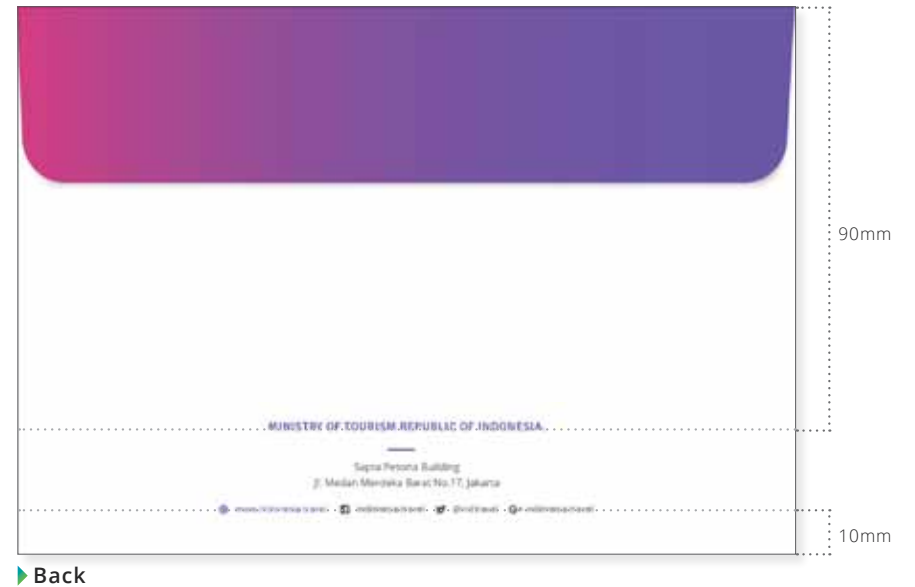 90mm
MINISTRY OF TOURISM REPUBLIC OF INDONESIA
Sapta Pesona Building
Jl. Medan Merdeka Barat No.17, Jakarta
10mm
Back